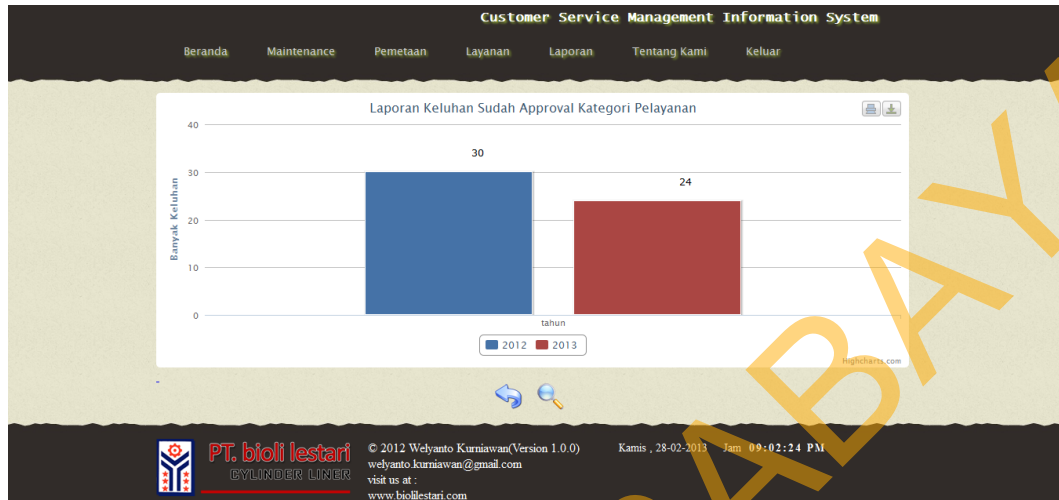 Customer Service Management Information System
Beranda Maintenance Pemetaan Layanan Laporan Tentang Kami Keluar
Laporan Keluhan Sudah Approval Kategori Pelayanan
40
30
30
24
20
10
0
Banyak Keluhan
tahun
2012 2013
Highcharts.com
PT. bioli lestari
CYLINDER LINER
© 2012 Welyanto Kurniawan(Version 1.0.0)
welyanto.kurniawan@gmail.com
visit us at :
www.biolilestari.com
Kamis , 28-02-2013 Jam 09:02:24 PM
ABAY